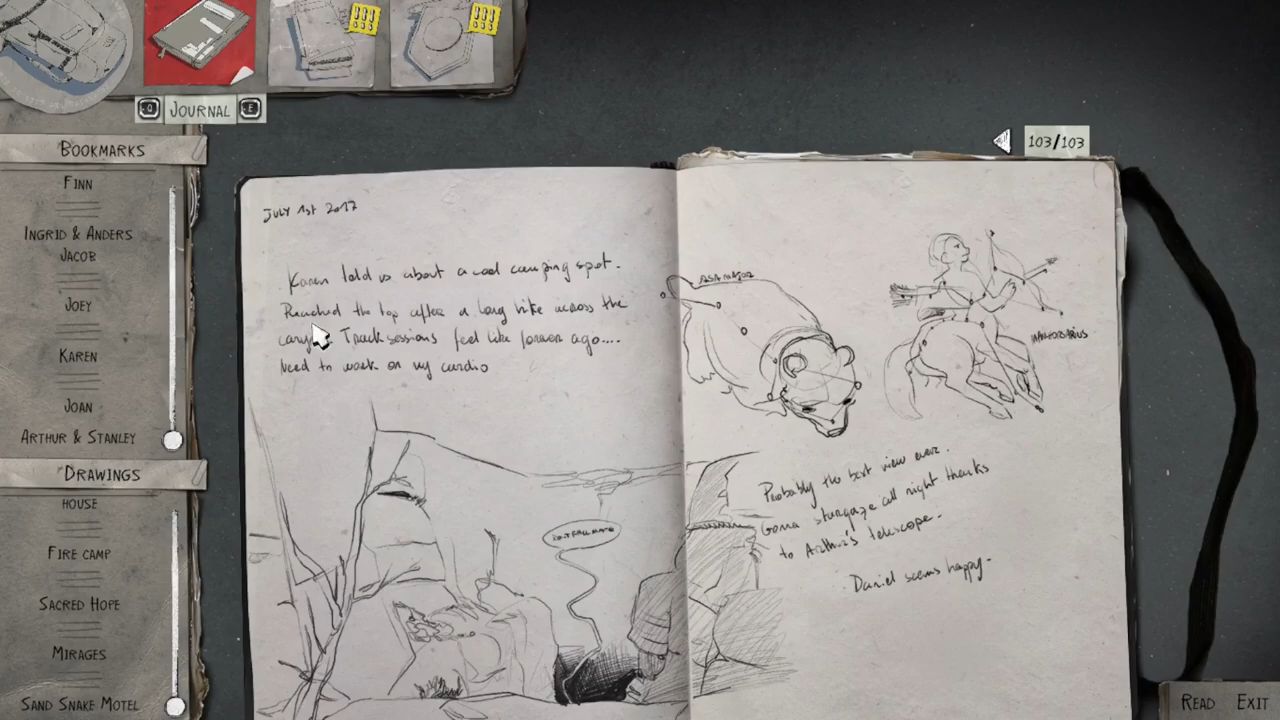 JOURNAL
Q
E
BOOKMARKS
FINN
INGRID & ANDERS
JACOB
JOEY
KAREN
JOAN
ARTHUR & STANLEY
DRAWINGS
HOUSE
FIRE CAMP
SACRED HOPE
MIRAGES
SAND SNAKE MOTEL
103/103
JULY 1st 2017
Karen told us about a cool camping spot.
Reached the top after a long hike across the
Track sessions feel like forever ago....
Need to work on my cardio
Probably the best view ever.
Gonna stargaze all night thanks
to Arthur's telescope.
Daniel seems happy.
READ
EXIT